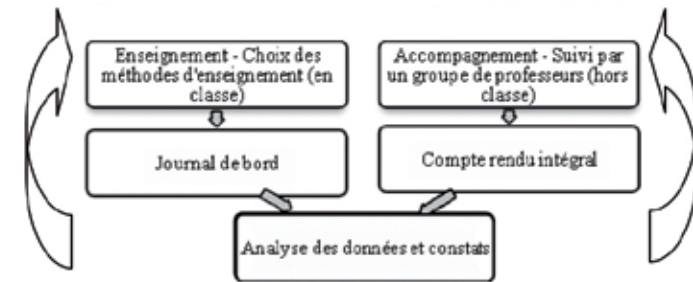 Enseignement - Choix des
méthodes d'enseignement (en
classe)
Accompagnement - Suivi par
un groupe de professeurs (hors
classe)
Journal de bord
Compte rendu intégral
Analyse des données et constats